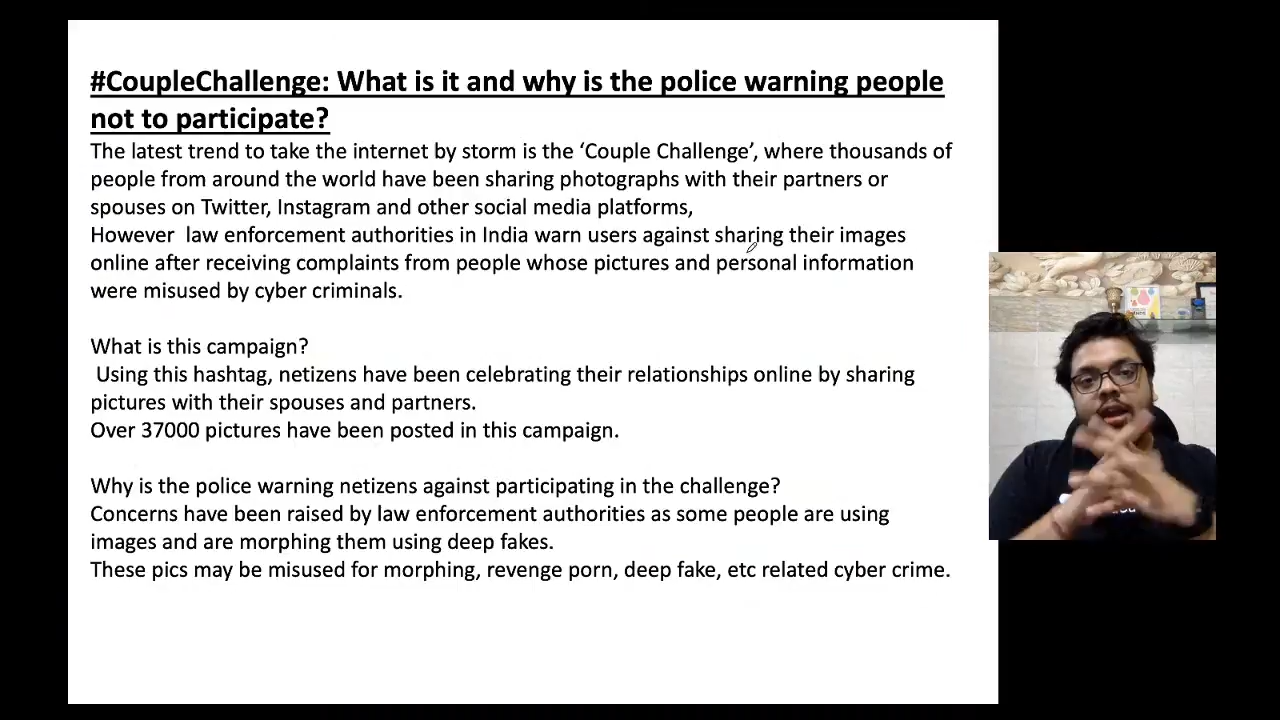 #CoupleChallenge: What is it and why is the police warning people
not to participate?
The latest trend to take the internet by storm is the ‘Couple Challenge’, where thousands of
people from around the world have been sharing photographs with their partners or
spouses on Twitter, Instagram and other social media platforms,
However  law enforcement authorities in India warn users against sharing their images
online after receiving complaints from people whose pictures and personal information
were misused by cyber criminals.
What is this campaign?
Using this hashtag, netizens have been celebrating their relationships online by sharing
pictures with their spouses and partners.
Over 37000 pictures have been posted in this campaign.
Why is the police warning netizens against participating in the challenge?
Concerns have been raised by law enforcement authorities as some people are using
images and are morphing them using deep fakes.
These pics may be misused for morphing, revenge porn, deep fake, etc related cyber crime.